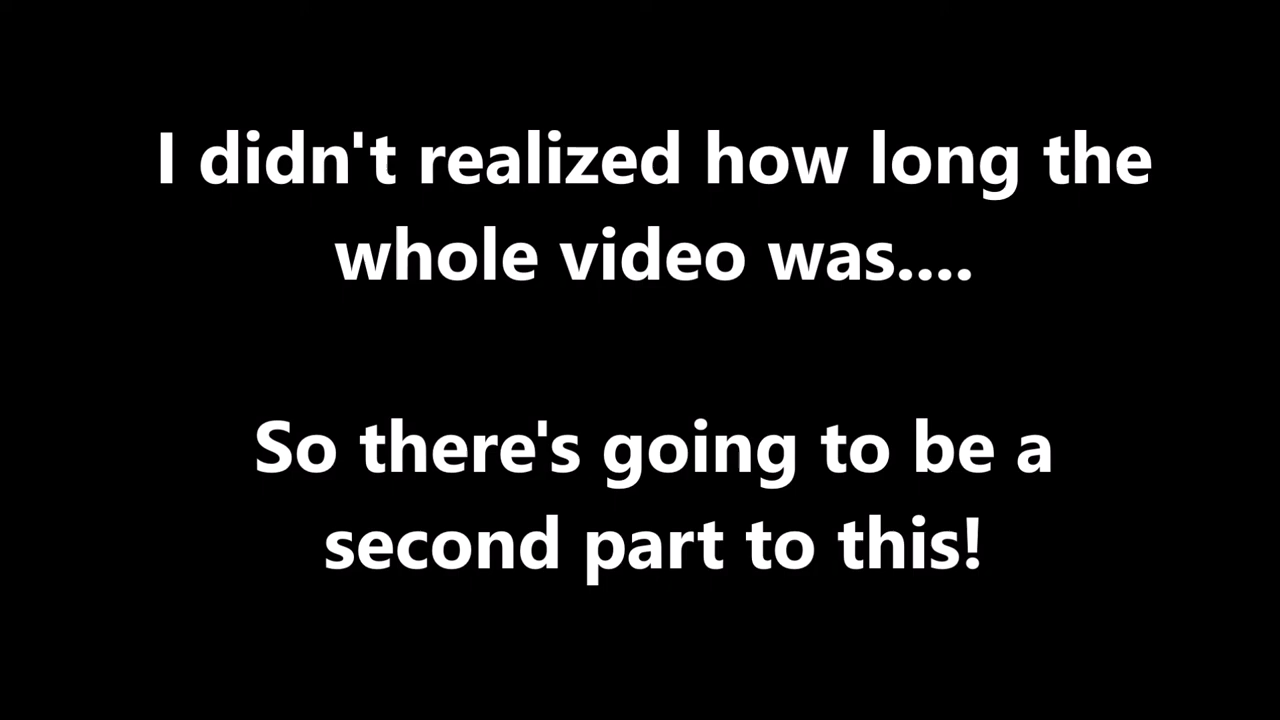 I didn't realized how long the
whole video was....
So there's going to be a
second part to this!